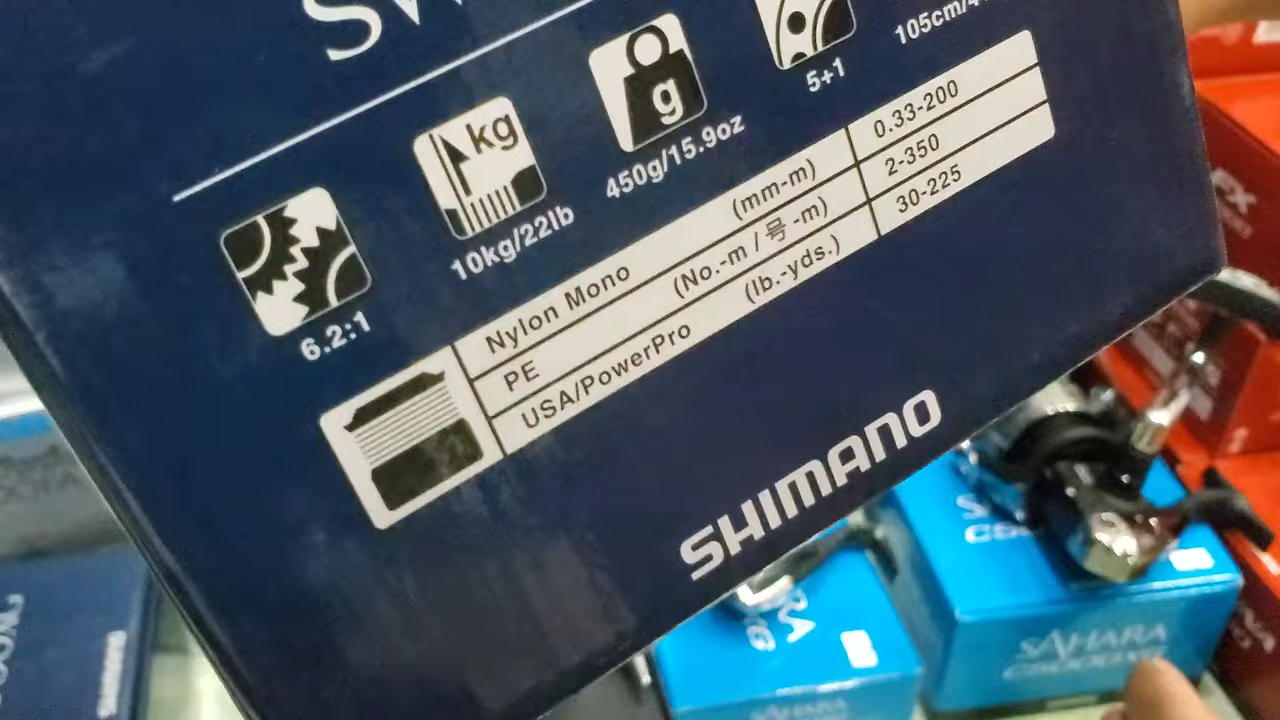 SW
105cm/4
5+1
g
450g/15.9oz
kg
10kg/22lb
6.2:1
Nylon Mono (mm-m) 0.33-200
PE (No.-m / 号 -m) 2-350
USA/PowerPro (lb.-yds.) 30-225
SHIMANO
SAHARA